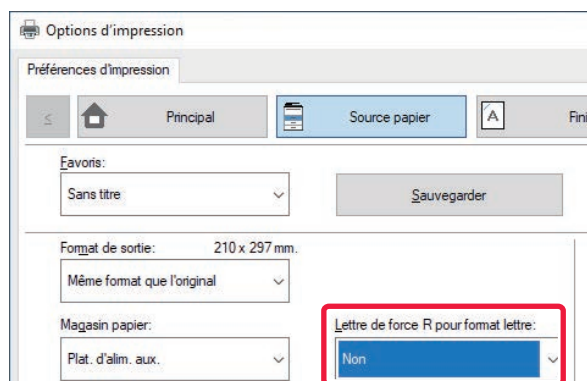 Options d'impression
Préférences d'impression
≤ Principal Source papier A Fini
Favoris:
Sans titre Sauvegarder
Format de sortie: 210 x 297 mm.
Même format que l'original
Magasin papier: Lettre de force R pour format lettre:
Plat. d'alim. aux. Non